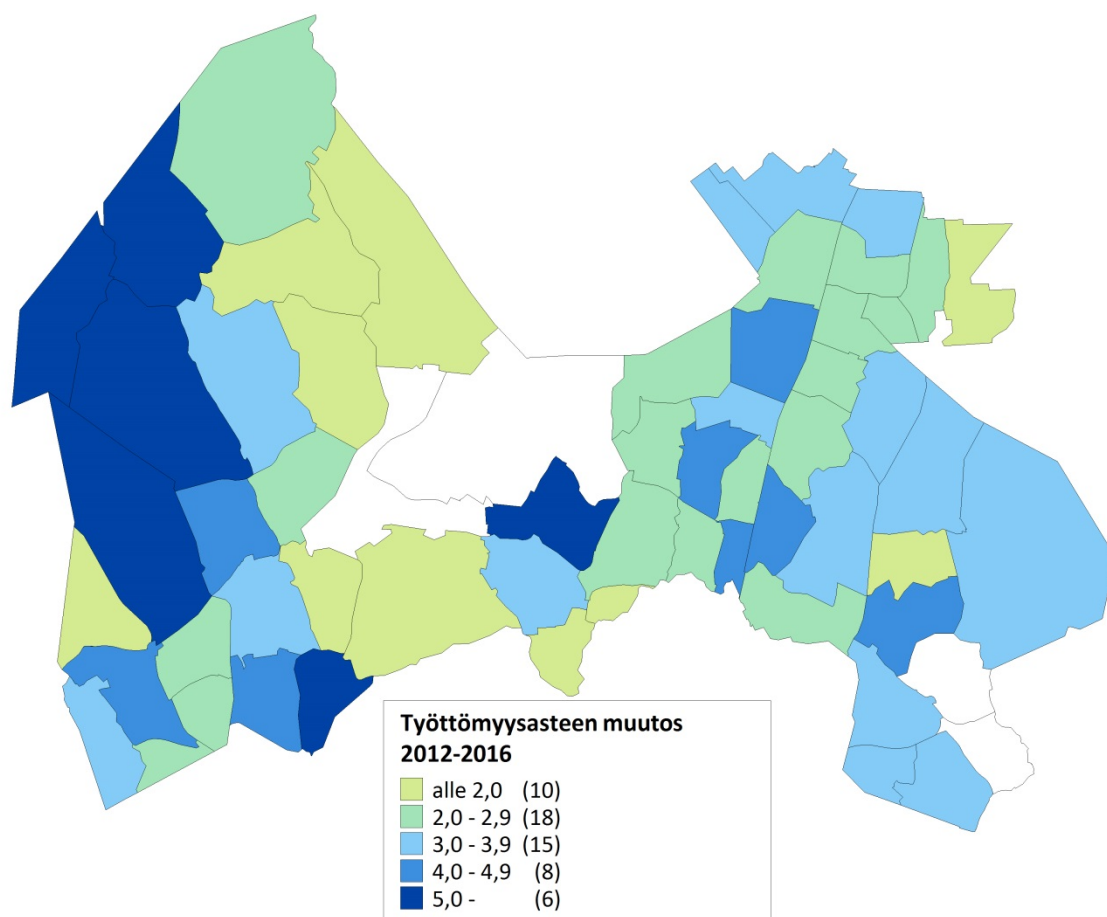 Työttömyysasteen muutos
2012-2016
alle 2,0 (10)
2,0 - 2,9 (18)
3,0 - 3,9 (15)
4,0 - 4,9 (8)
5,0 - (6)